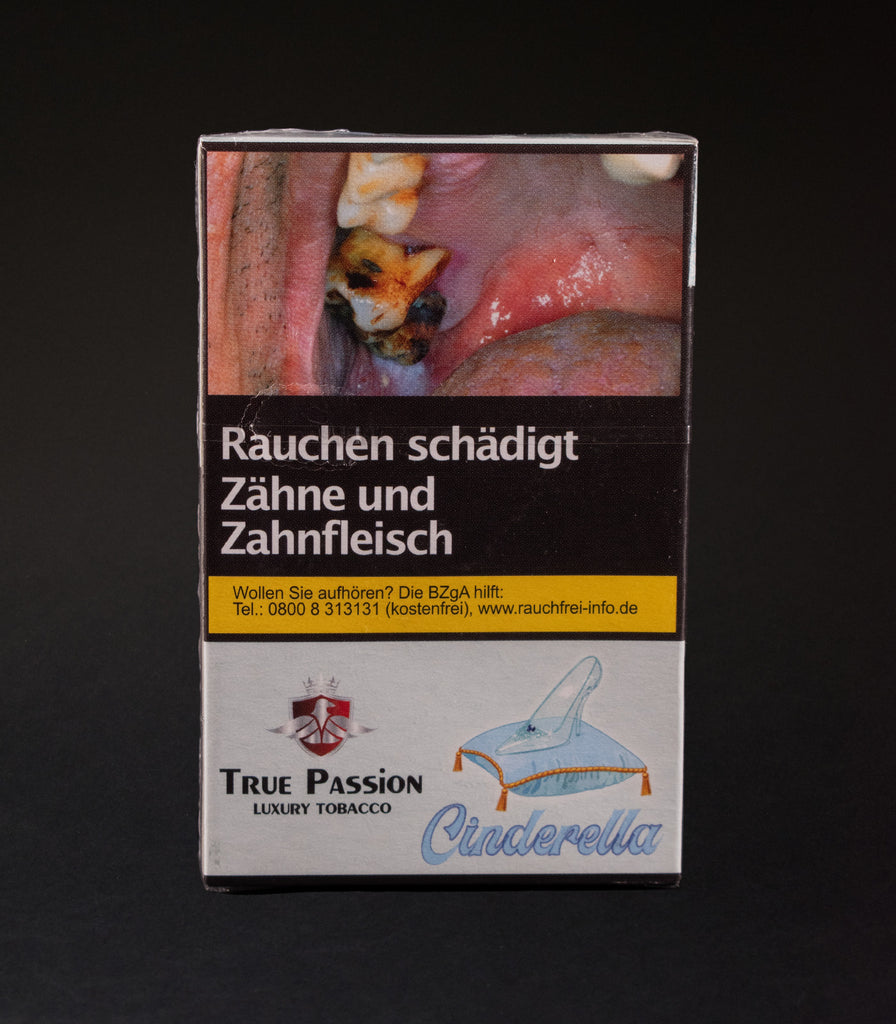 Rauchen schädigt
Zähne und
Zahnfleisch
Wollen Sie aufhören? Die BZgA hilft:
Tel.: 0800 8 313131 (kostenfrei), www.rauchfrei-info.de
TRUE PASSION
LUXURY TOBACCO
Cinderella